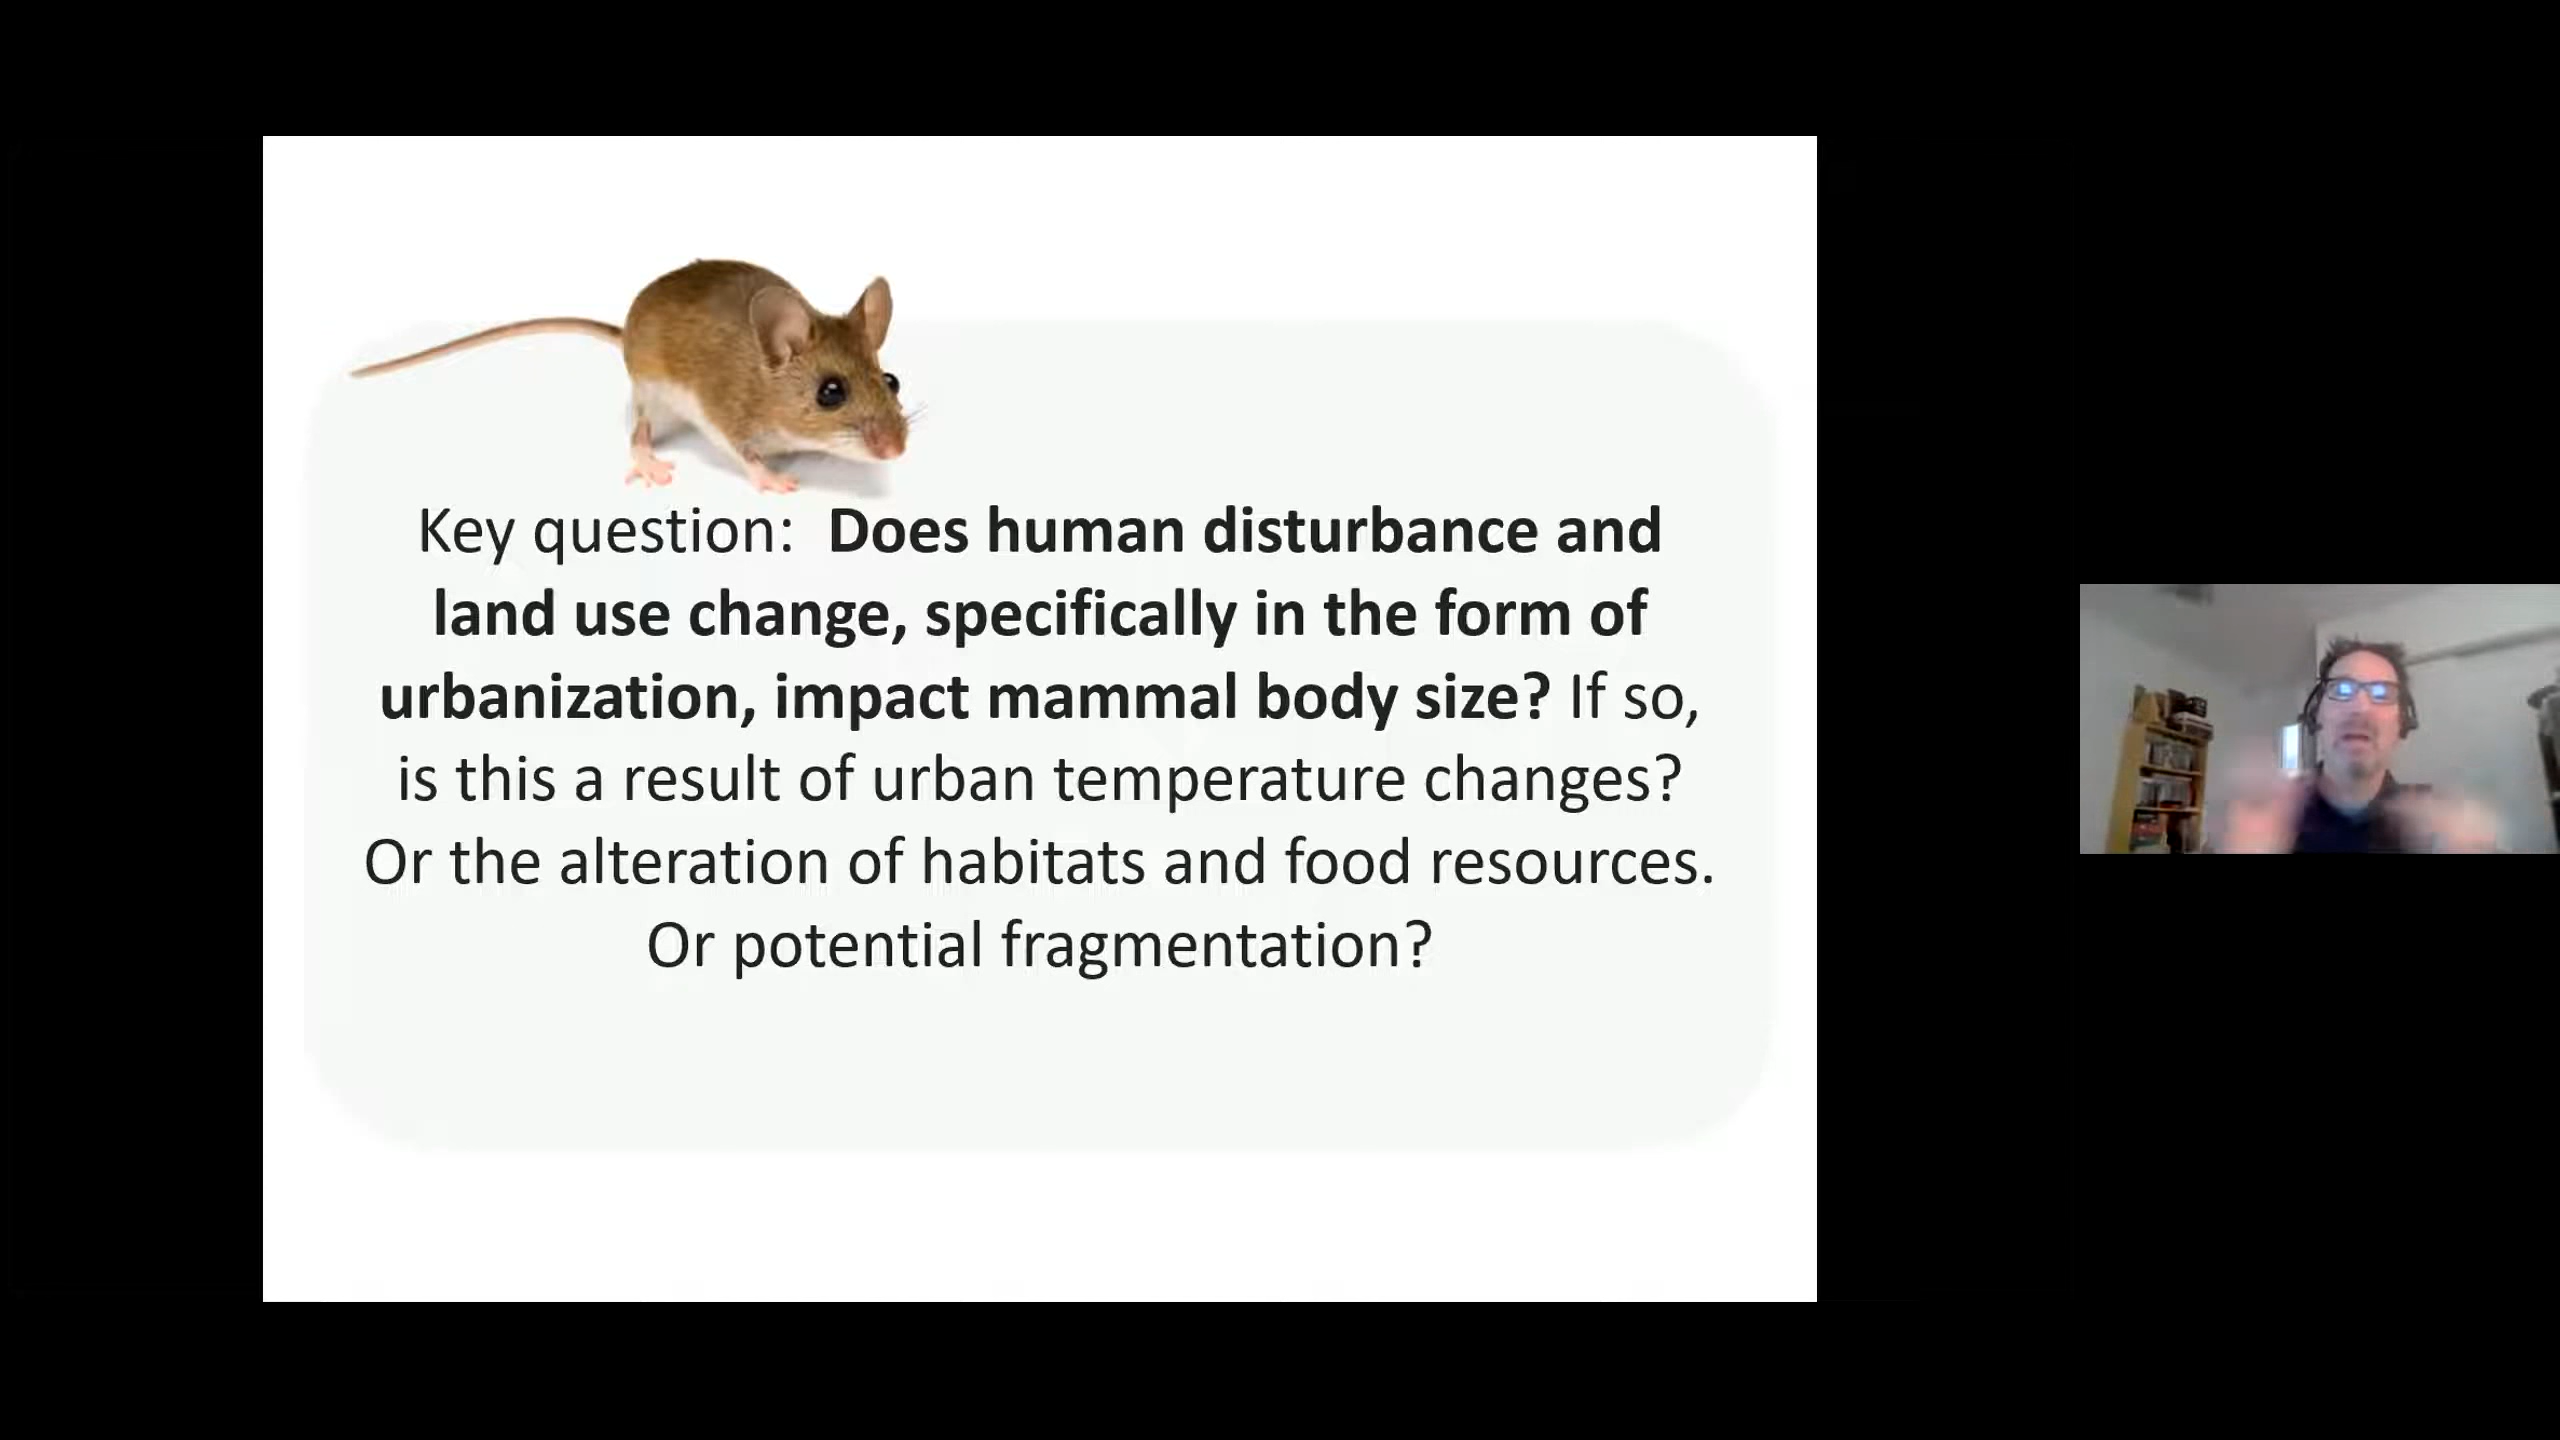 Key question:  Does human disturbance and
land use change, specifically in the form of
urbanization, impact mammal body size? If so,
is this a result of urban temperature changes?
Or the alteration of habitats and food resources.
Or potential fragmentation?